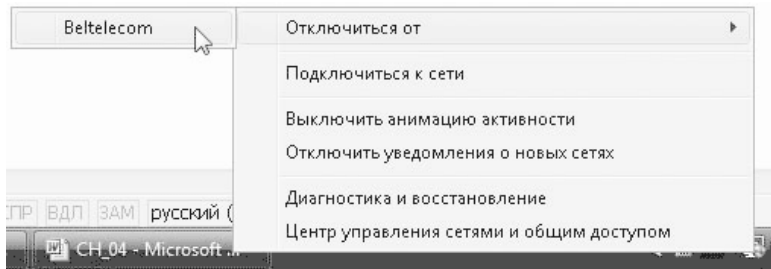 Beltelecom
Отключиться от
Подключиться к сети
Выключить анимацию активности
Отключить уведомления о новых сетях
Диагностика и восстановление
Центр управления сетями и общим доступом
ВДЛ ЗАМ русский (
CH_04 - Microsoft ...